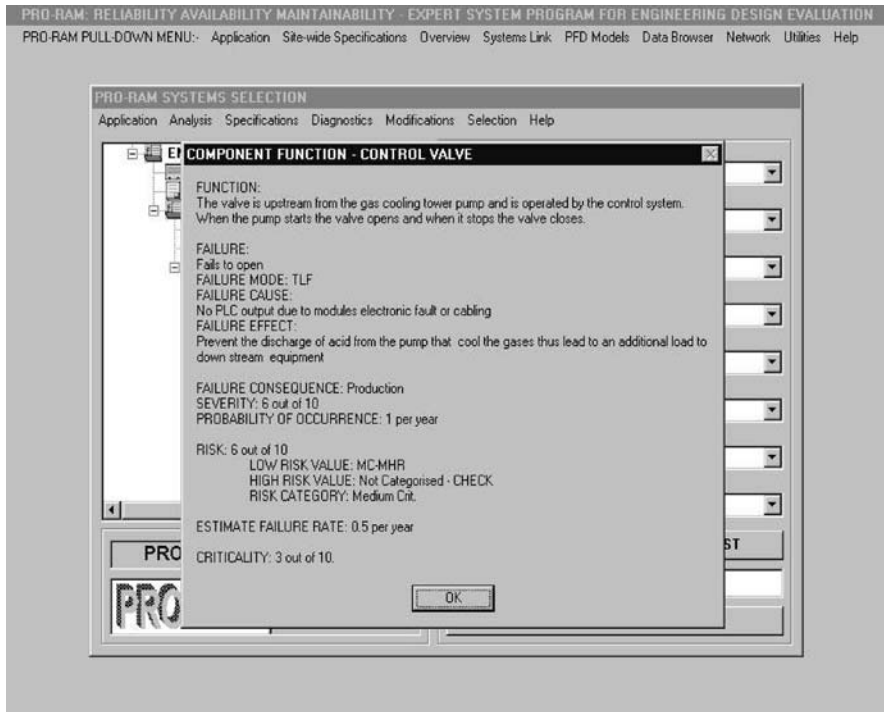 PRO-RAM: RELIABILITY AVAILABILITY MAINTAINABILITY - EXPERT SYSTEM PROGRAM FOR ENGINEERING DESIGN EVALUATION
PRO-RAM PULL-DOWN MENU:- Application Site-wide Specifications Overview Systems Link PFD Models Data Browser Network Utilities Help
PRO-RAM SYSTEMS SELECTION
Application Analysis Specifications Diagnostics Modifications Selection Help
COMPONENT FUNCTION - CONTROL VALVE
FUNCTION:
The valve is upstream from the gas cooling tower pump and is operated by the control system.
When the pump starts the valve opens and when it stops the valve closes.
FAILURE:
Fails to open
FAILURE MODE: TLF
FAILURE CAUSE:
No PLC output due to modules electronic fault or cabling
FAILURE EFFECT:
Prevent the discharge of acid from the pump that cool the gases thus lead to an additional load to
down stream equipment
FAILURE CONSEQUENCE: Production
SEVERITY: 6 out of 10
PROBABILITY OF OCCURRENCE: 1 per year
RISK: 6 out of 10
LOW RISK VALUE: MC-MHR
HIGH RISK VALUE: Not Categorised - CHECK
RISK CATEGORY: Medium Crit.
ESTIMATE FAILURE RATE: 0.5 per year
CRITICALITY: 3 out of 10.
OK
PRO
ST
PRO